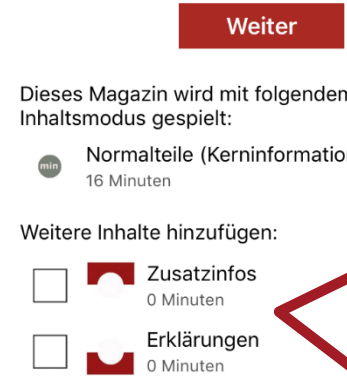 Weiter
Dieses Magazin wird mit folgendem
Inhaltsmodus gespielt:
min
Normalteile (Kerninformatio
16 Minuten
Weitere Inhalte hinzufügen:
Zusatzinfos
0 Minuten
Erklärungen
0 Minuten